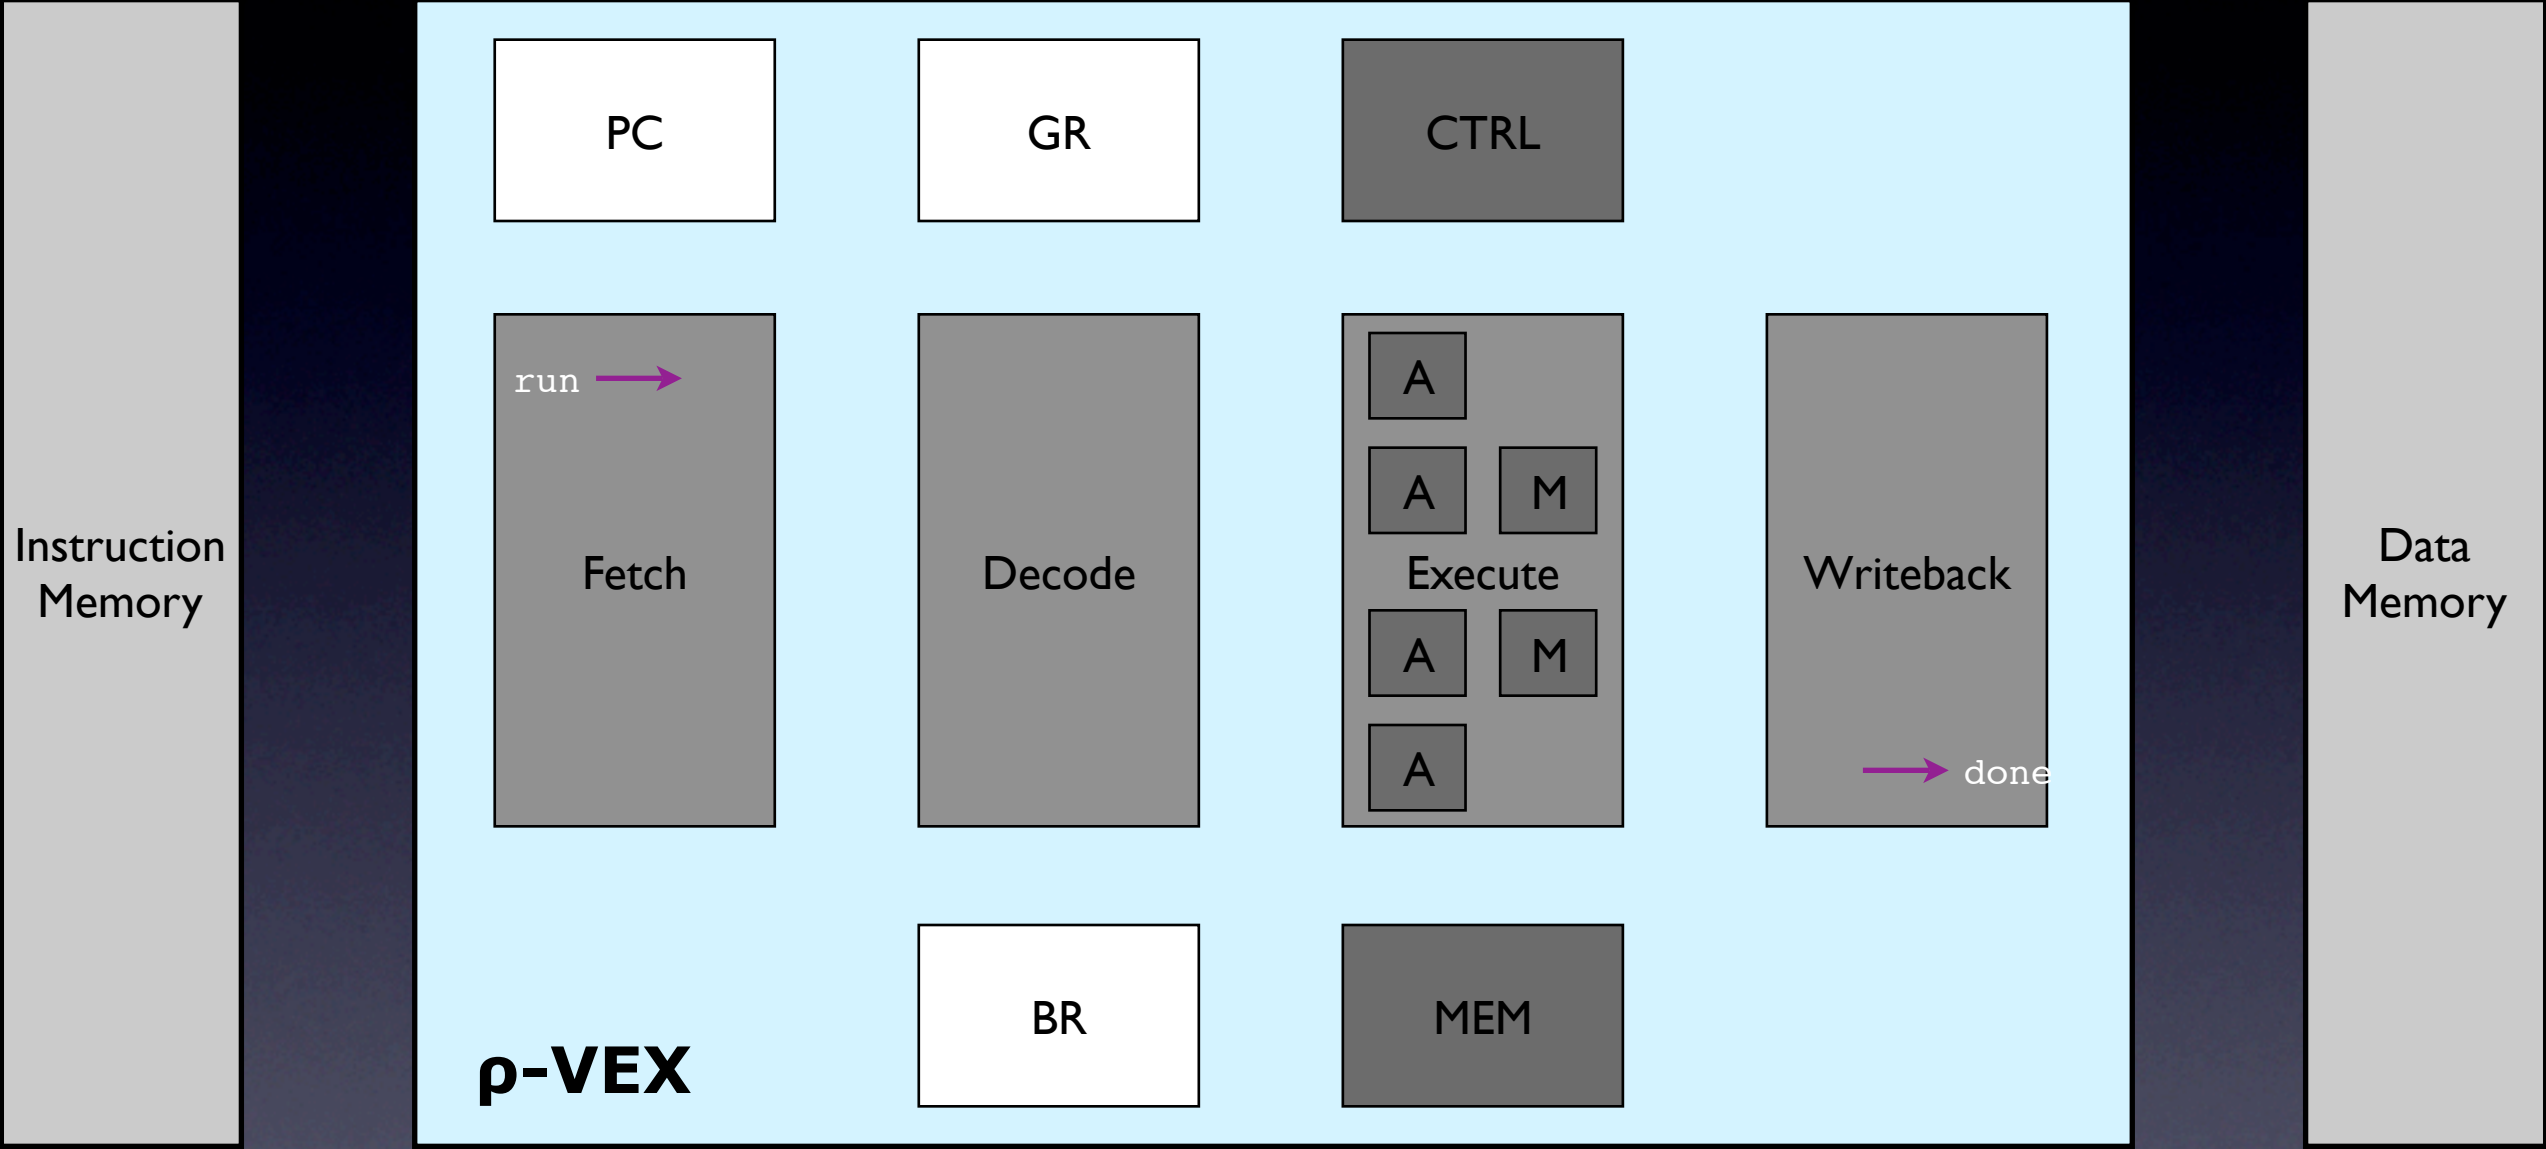 PC
GR
CTRL
Instruction
Memory
run
Fetch
Decode
A
A
M
Execute
A
M
A
Writeback
done
Data
Memory
BR
MEM
ρ-VEX